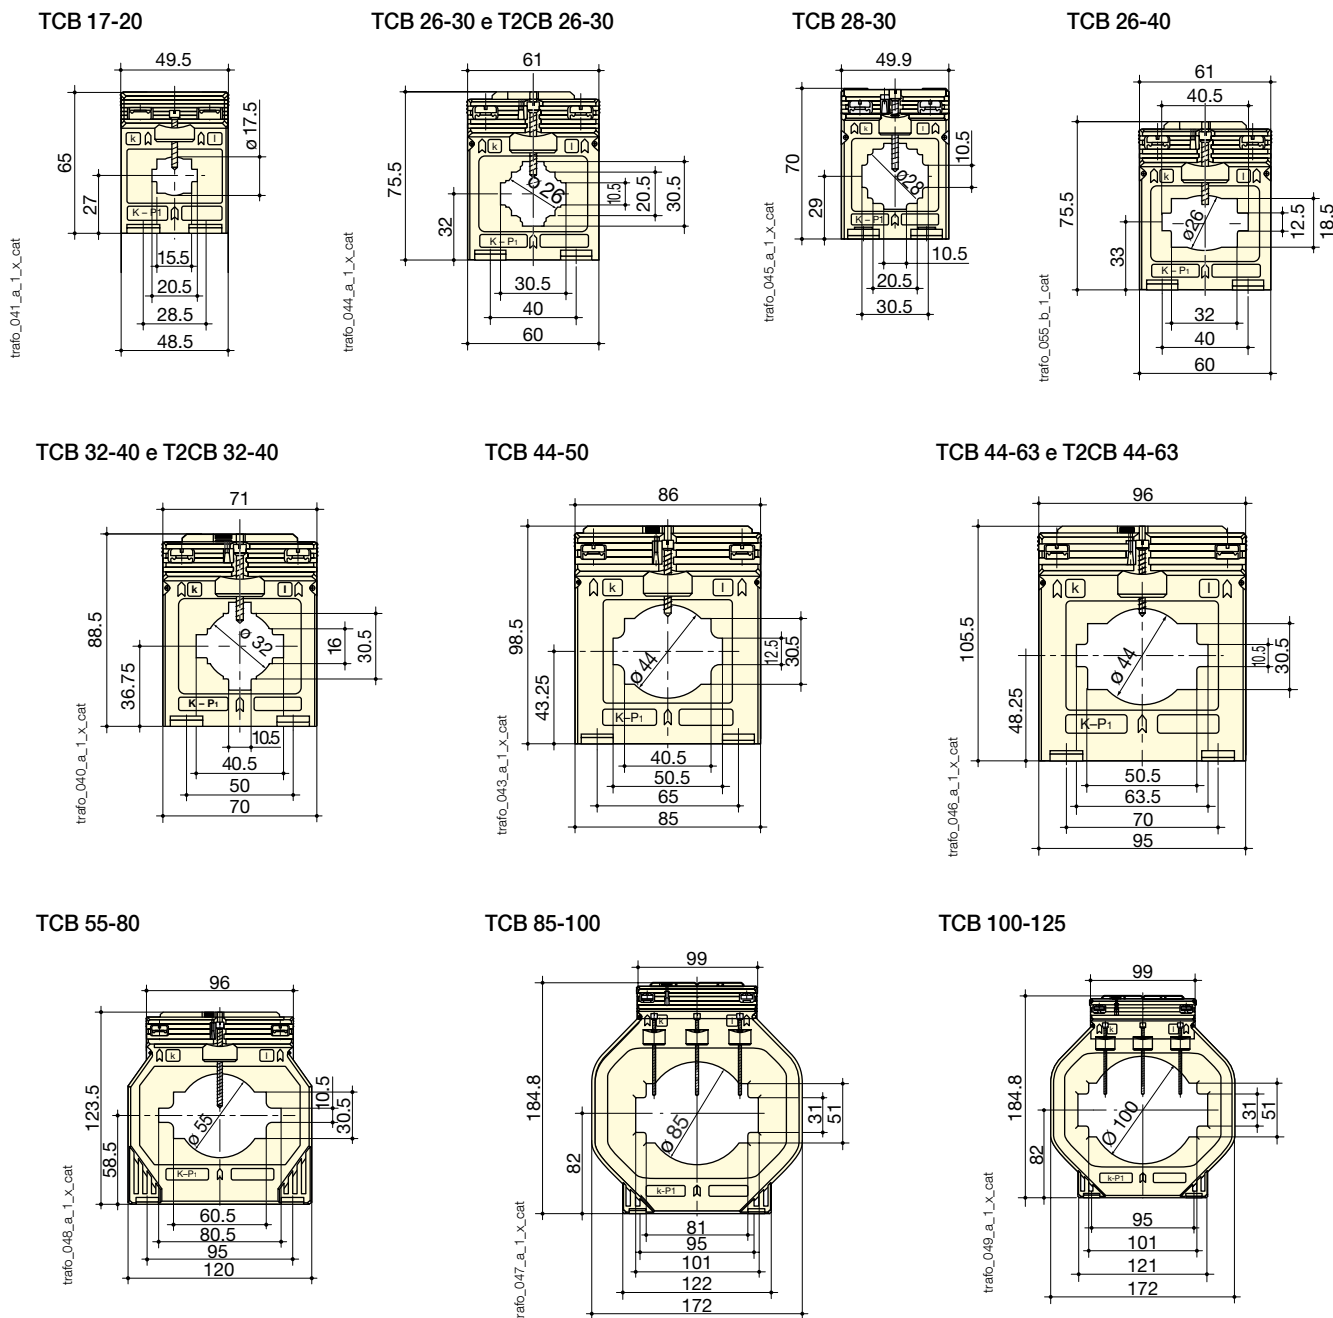 TCB 17-20
49.5
65
27
ø 17.5
k
l
K – P1
15.5
20.5
28.5
48.5
trafo_041_a_1_x_cat
TCB 26-30 e T2CB 26-30
61
75.5
32
k
l
ø 26
10.5
20.5
30.5
K – P1
30.5
40
60
trafo_044_a_1_x_cat
TCB 28-30
49.9
70
29
k
l
ø28
10.5
K – P1
10.5
20.5
30.5
trafo_045_a_1_x_cat
TCB 26-40
61
40.5
75.5
33
k
l
ø26
12.5
18.5
K – P1
32
40
60
trafo_055_b_1_cat
TCB 32-40 e T2CB 32-40
71
88.5
36.75
k
l
ø 32
16
30.5
K – P1
10.5
40.5
50
70
trafo_040_a_1_x_cat
TCB 44-50
86
98.5
43.25
k
l
ø 44
12.5
30.5
K–P1
40.5
50.5
65
85
trafo_043_a_1_x_cat
TCB 44-63 e T2CB 44-63
96
105.5
48.25
k
l
ø 44
10.5
30.5
K–P1
50.5
63.5
70
95
trafo_046_a_1_x_cat
TCB 55-80
96
123.5
58.5
k
l
ø 55
10.5
30.5
K–P1
60.5
80.5
95
120
trafo_048_a_1_x_cat
TCB 85-100
99
184.8
82
k
l
ø 85
31
51
k-P1
81
95
101
122
172
trafo_047_a_1_x_cat
TCB 100-125
99
184.8
82
k
l
Ø 100
31
51
k-P1
95
101
121
172
trafo_049_a_1_x_cat